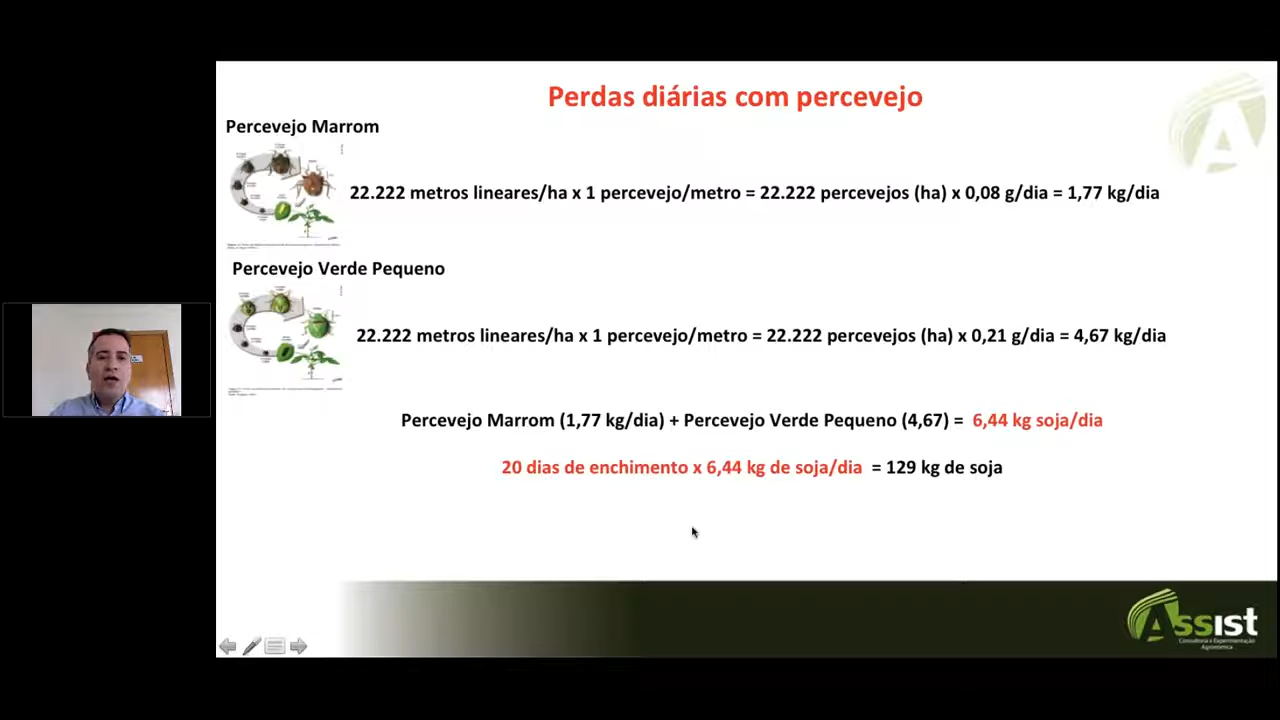 Perdas diárias com percevejo
Percevejo Marrom
22.222 metros lineares/ha x 1 percevejo/metro = 22.222 percevejos (ha) x 0,08 g/dia = 1,77 kg/dia
Percevejo Verde Pequeno
22.222 metros lineares/ha x 1 percevejo/metro = 22.222 percevejos (ha) x 0,21 g/dia = 4,67 kg/dia
Percevejo Marrom (1,77 kg/dia) + Percevejo Verde Pequeno (4,67) = 6,44 kg soja/dia
20 dias de enchimento x 6,44 kg de soja/dia = 129 kg de soja
Assist
Consultoria e Experimentação
Agronômica